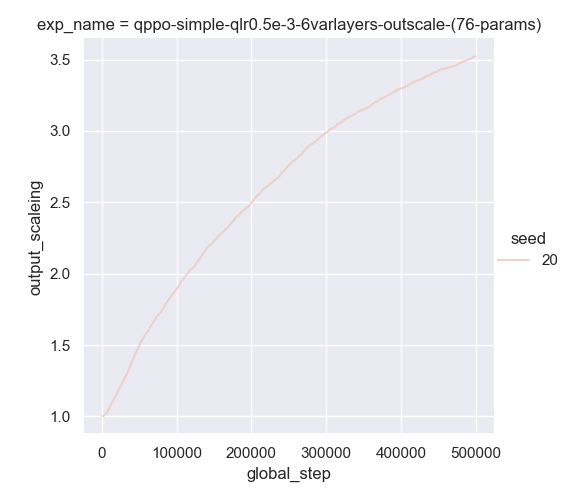 exp_name = qppo-simple-qlr0.5e-3-6varlayers-outscale-(76-params)
3.5
3.0
2.5
2.0
1.5
1.0
output_scaleing
0 100000 200000 300000 400000 500000
global_step
seed
20